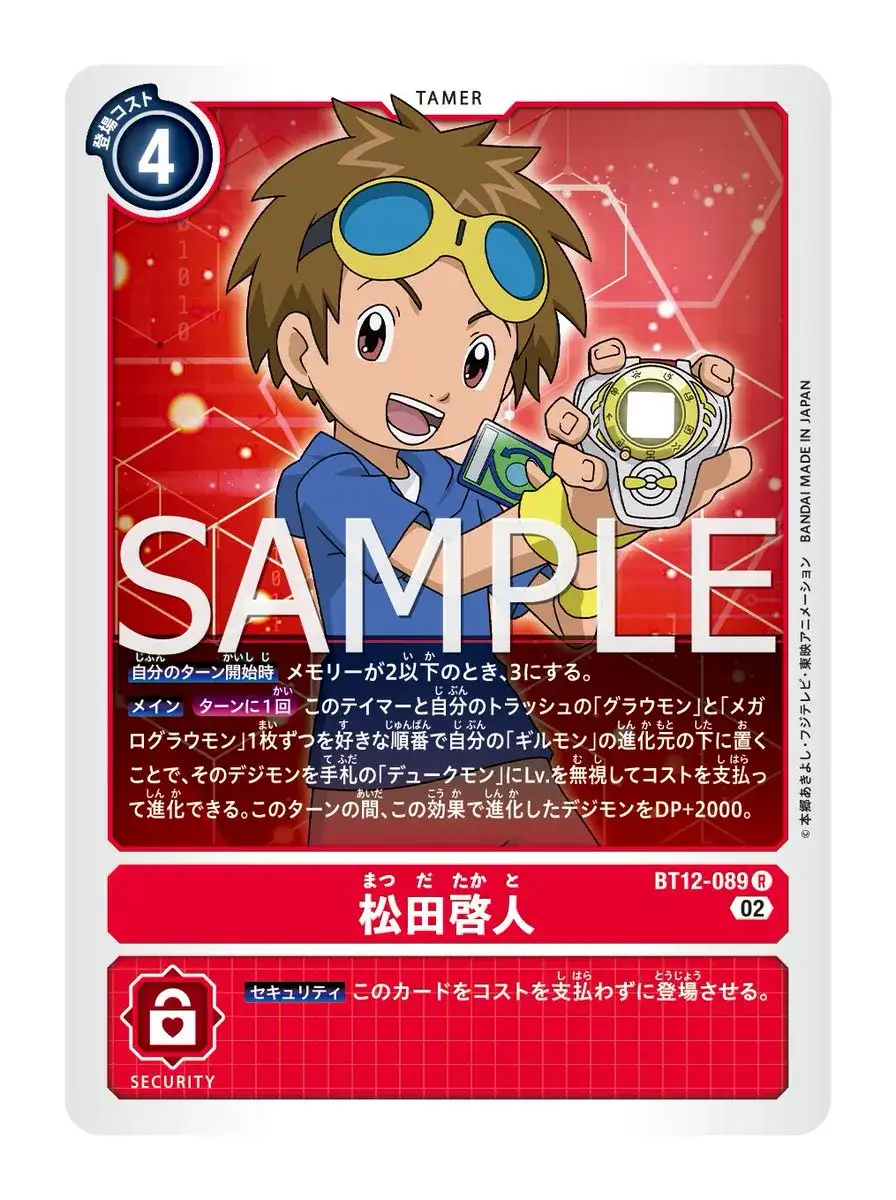 登場コスト
4
TAMER
SAMPLE
自分のターン開始時 メモリーが2以下のとき、3にする。
メイン ターンに1回 このテイマーと自分のトラッシュの「グラウモン」と「メガ
ログラウモン」1枚ずつを好きな順番で自分の「ギルモン」の進化元の下に置く
ことで、そのデジモンを手札の「デュークモン」にLv.を無視してコストを支払っ
て進化できる。このターンの間、この効果で進化したデジモンをDP+2000。
©本郷あきよし・フジテレビ・東映アニメーション BANDAI MADE IN JAPAN
BT12-089 R
まつ だ たか と
松田啓人
02
セキュリティ このカードをコストを支払わずに登場させる。
SECURITY